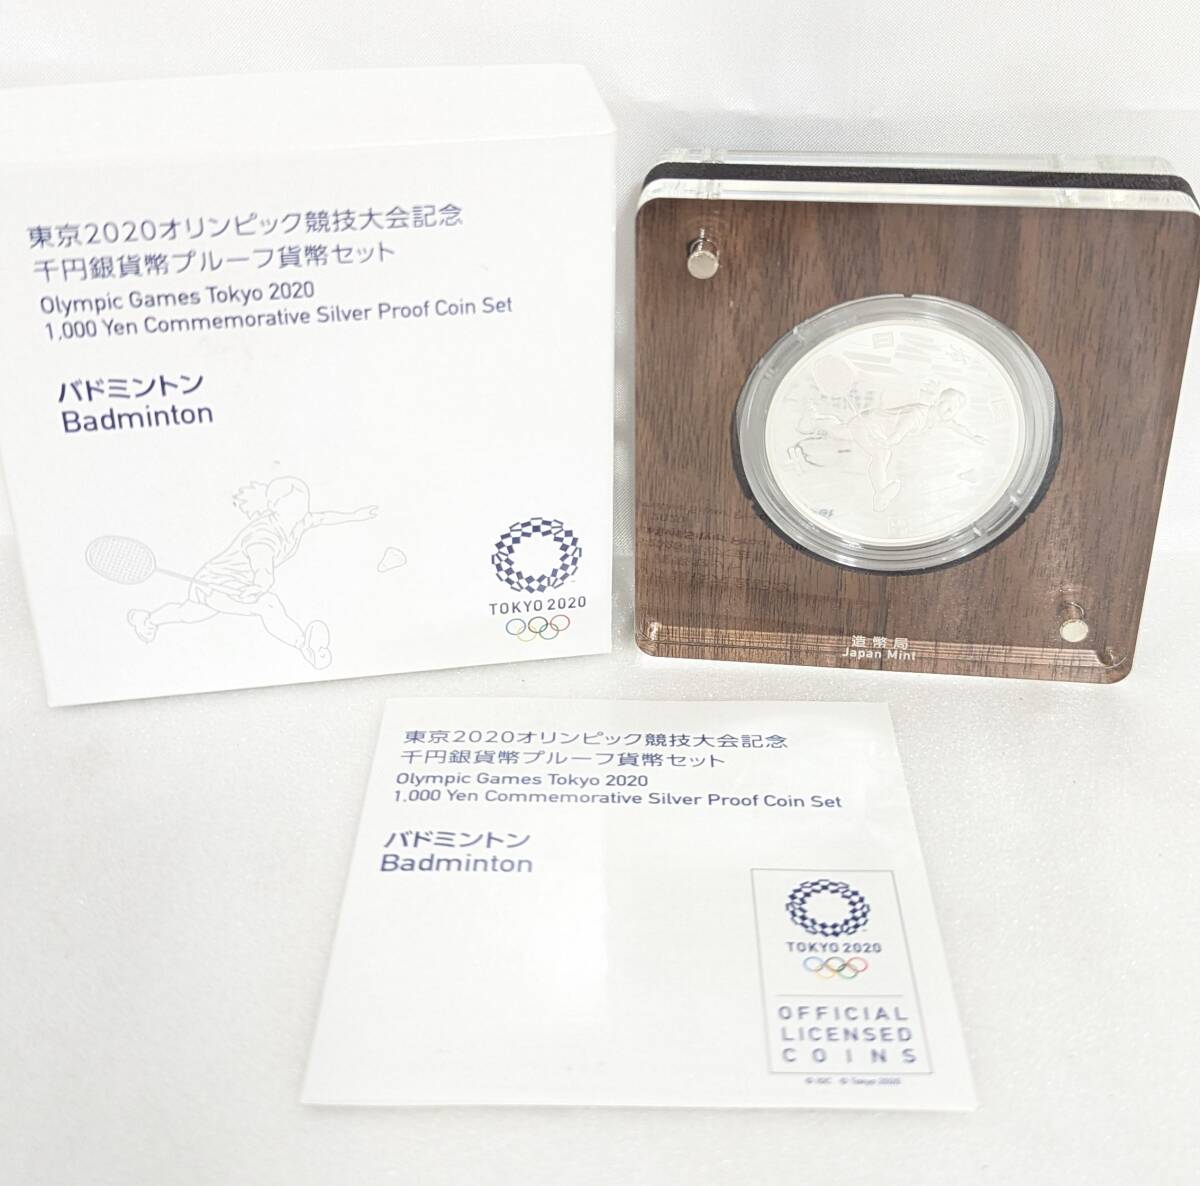 東京2020オリンピック競技大会記念
千円銀貨幣プルーフ貨幣セット
Olympic Games Tokyo 2020
1,000 Yen Commemorative Silver Proof Coin Set
バドミントン
Badminton
TOKYO 2020
日本
造幣局
Japan Mint
東京2020オリンピック競技大会記念
千円銀貨幣プルーフ貨幣セット
Olympic Games Tokyo 2020
1,000 Yen Commemorative Silver Proof Coin Set
バドミントン
Badminton
TOKYO 2020
OFFICIAL
LICENSED
COINS
© IOC © Tokyo 2020